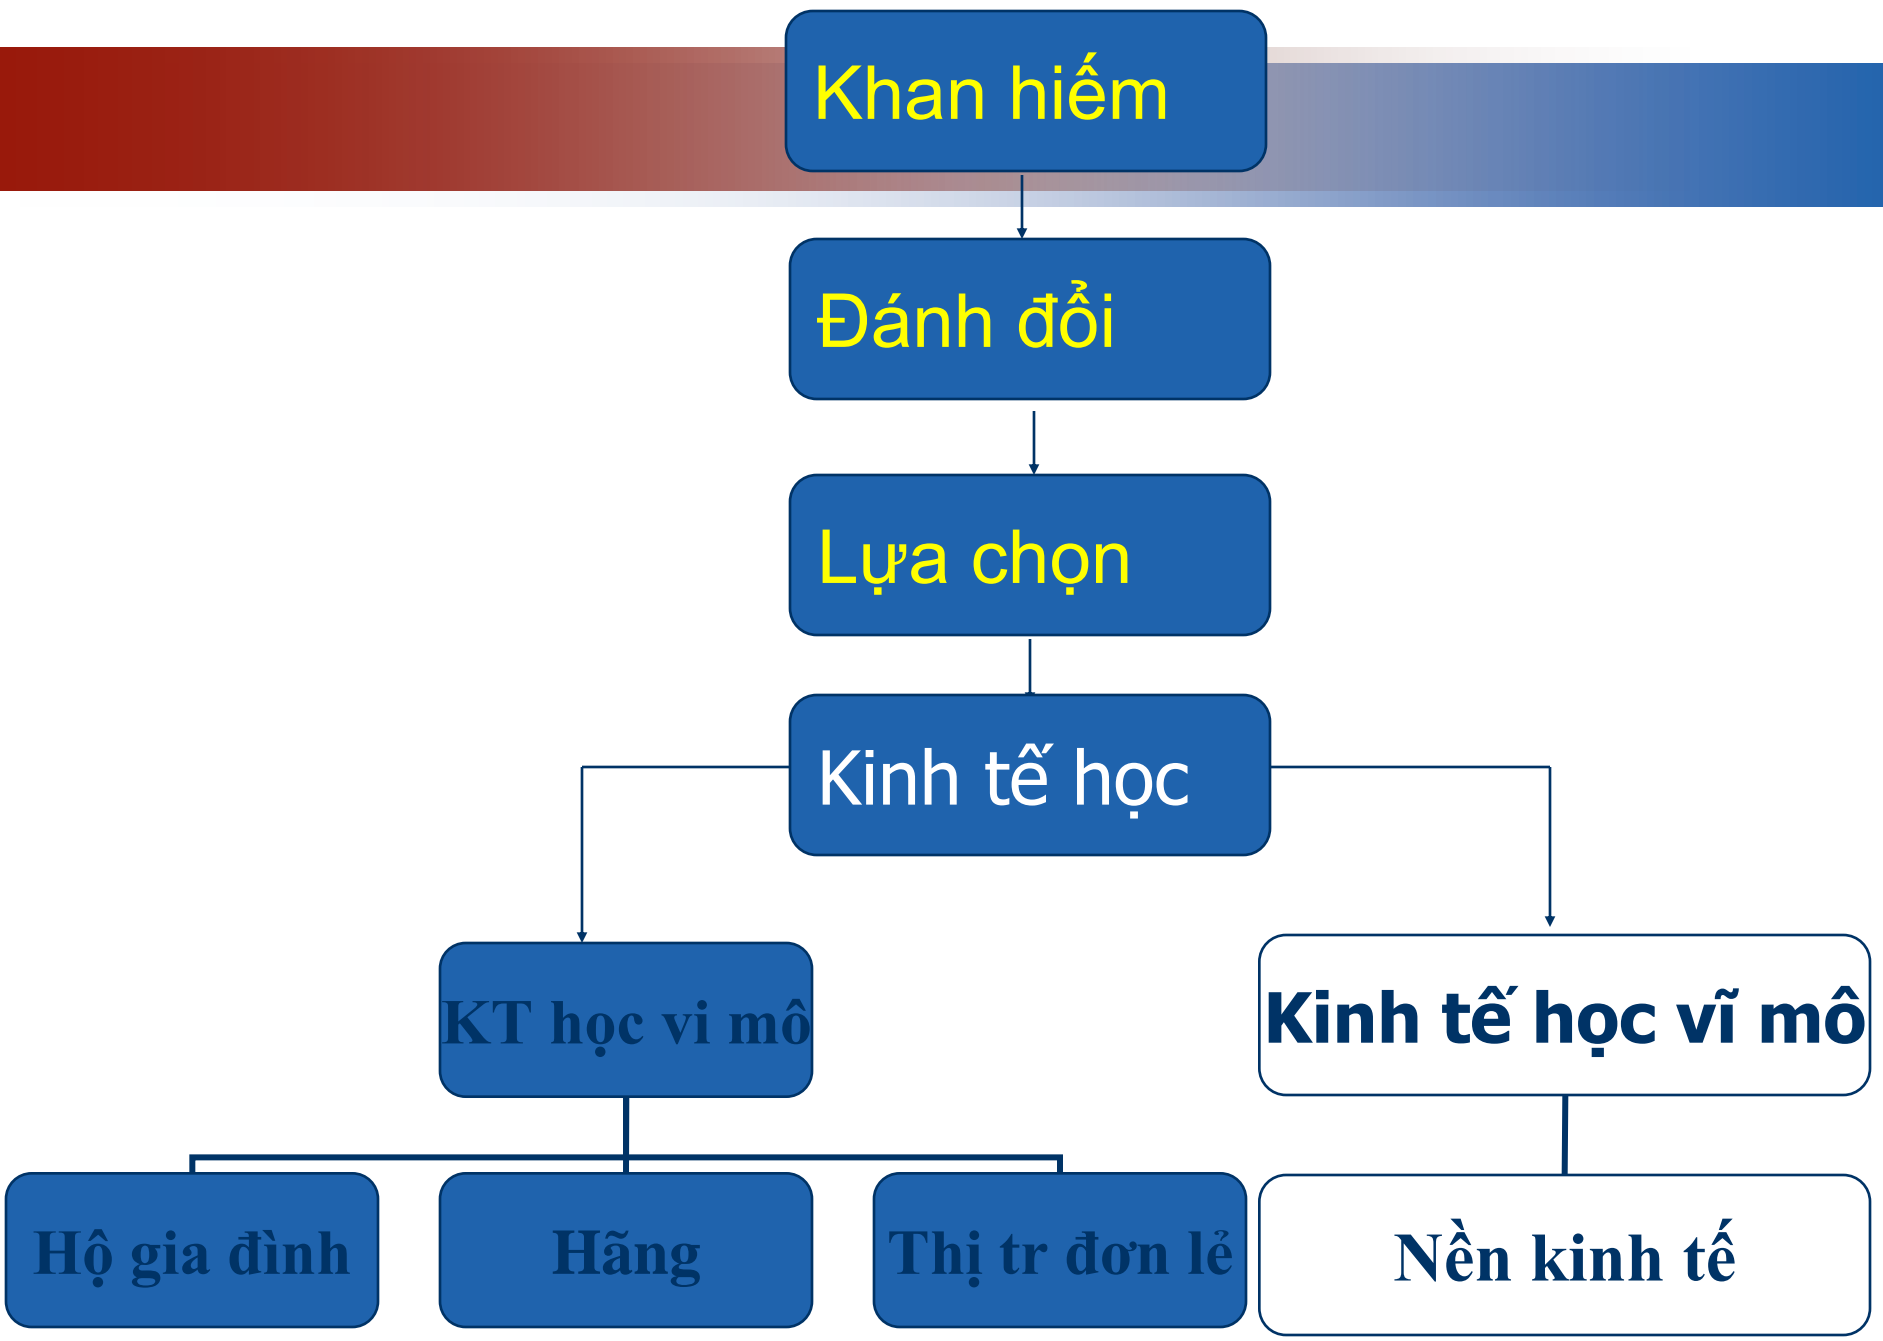 Khan hiếm
Đánh đổi
Lựa chọn
Kinh tế học
KT học vi mô
Kinh tế học vĩ mô
Hộ gia đình
Hãng
Thị tr đơn lẻ
Nền kinh tế